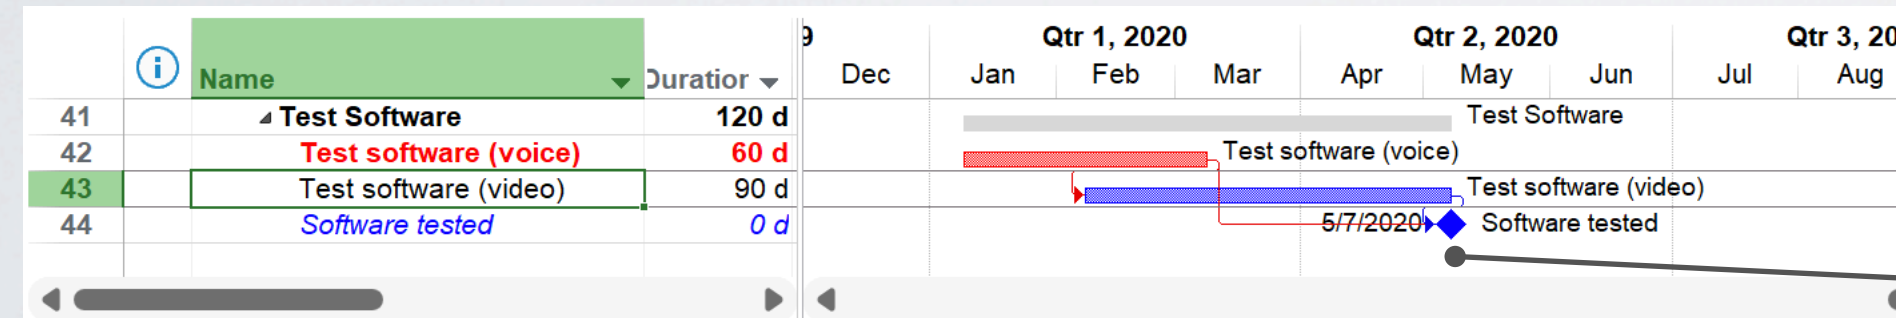 9 Qtr 1, 2020 Qtr 2, 2020 Qtr 3, 20
Name Duration Dec Jan Feb Mar Apr May Jun Jul Aug
41 Test Software 120 d Test Software
42 Test software (voice) 60 d Test software (voice)
43 Test software (video) 90 d Test software (video)
44 Software tested 0 d 5/7/2020 Software tested